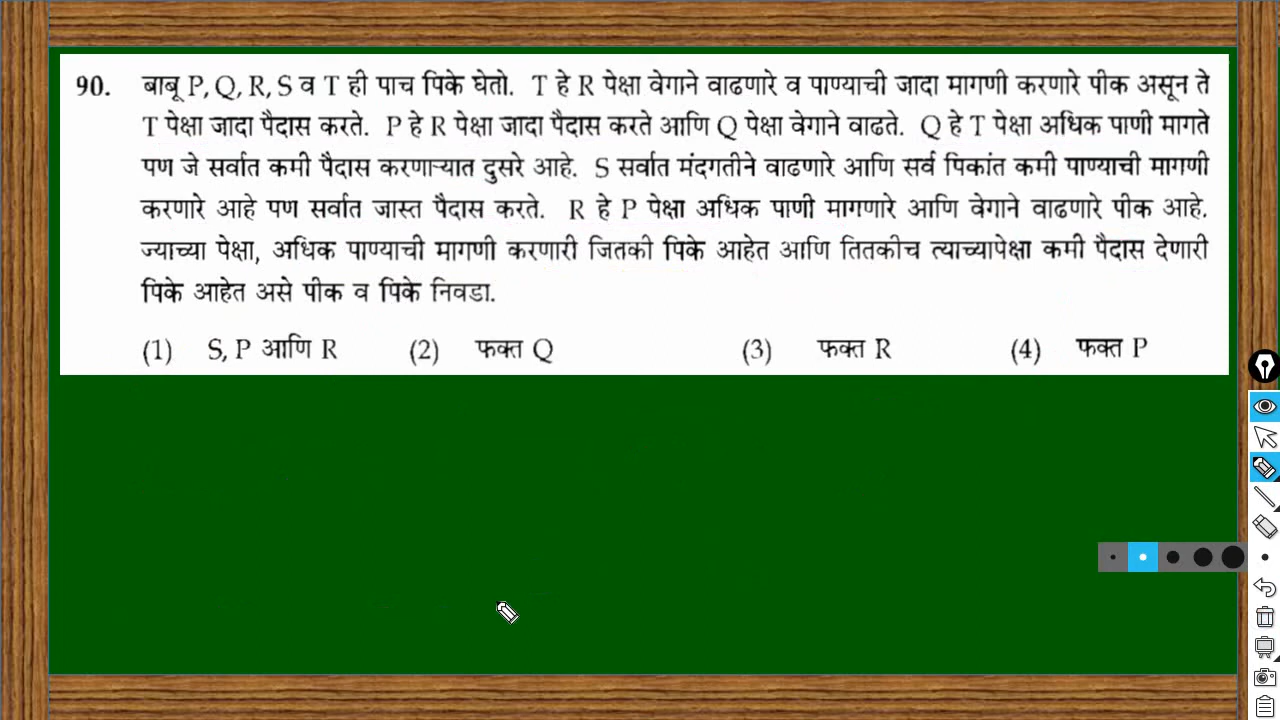 90. बाबू P, Q, R, S व T ही पाच पिके घेतो. T हे R पेक्षा वेगाने वाढणारे व पाण्याची जादा मागणी करणारे पीक असून ते
T पेक्षा जादा पैदास करते. P हे R पेक्षा जादा पैदास करते आणि Q पेक्षा वेगाने वाढते. Q हे T पेक्षा अधिक पाणी मागते
पण जे सर्वात कमी पैदास करणाऱ्यात दुसरे आहे. S सर्वात मंदगतीने वाढणारे आणि सर्व पिकांत कमी पाण्याची मागणी
करणारे आहे पण सर्वात जास्त पैदास करते. R हे P पेक्षा अधिक पाणी मागणारे आणि वेगाने वाढणारे पीक आहे.
ज्याच्या पेक्षा, अधिक पाण्याची मागणी करणारी जितकी पिके आहेत आणि तितकीच त्याच्यापेक्षा कमी पैदास देणारी
पिके आहेत असे पीक व पिके निवडा.
(1) S, P आणि R (2) फक्त Q (3) फक्त R (4) फक्त P